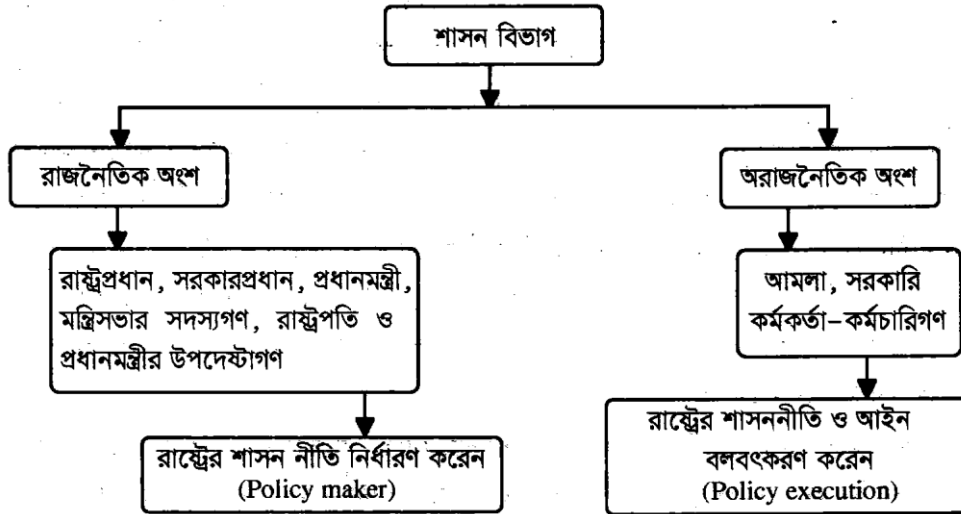 শাসন বিভাগ
রাজনৈতিক অংশ
অরাজনৈতিক অংশ
রাষ্ট্রপ্রধান, সরকারপ্রধান, প্রধানমন্ত্রী,
মন্ত্রিসভার সদস্যগণ, রাষ্ট্রপতি ও
প্রধানমন্ত্রীর উপদেষ্টাগণ
আমলা, সরকারি
কর্মকর্তা-কর্মচারিগণ
রাষ্ট্রের শাসন নীতি নির্ধারণ করেন
(Policy maker)
রাষ্ট্রের শাসননীতি ও আইন
বলবৎকরণ করেন
(Policy execution)